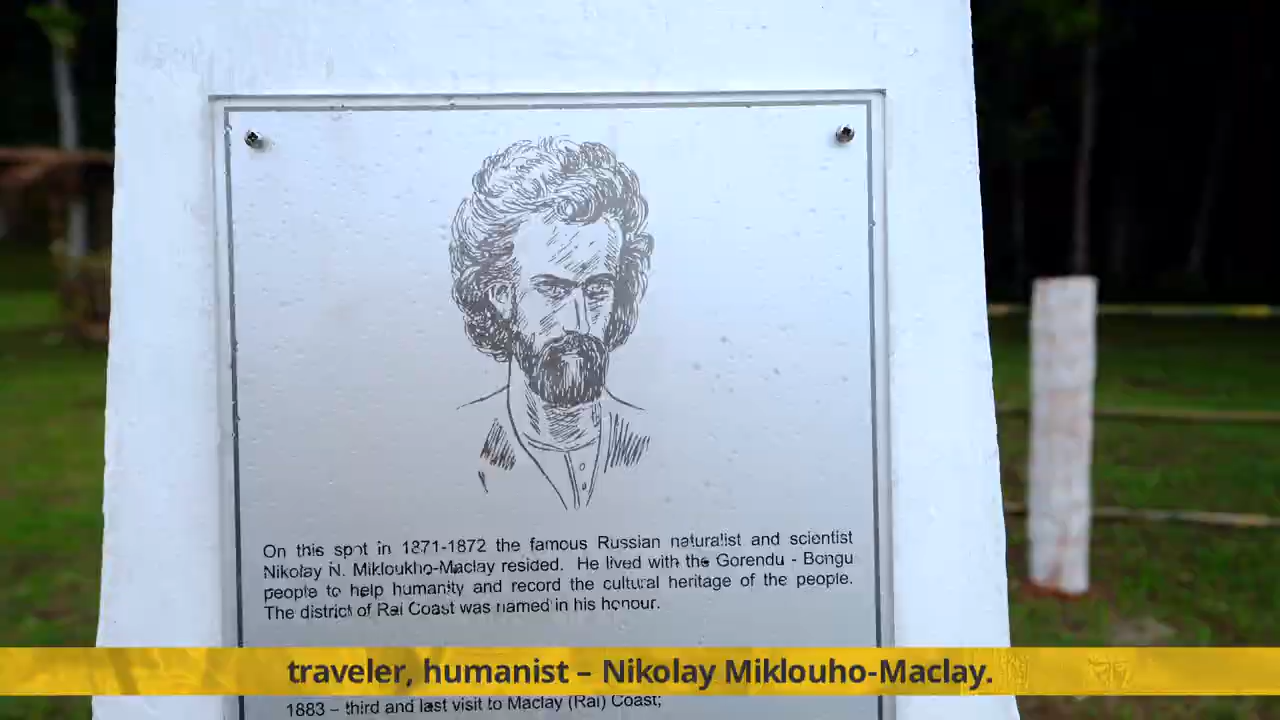 On this spot in 1871-1872 the famous Russian naturalist and scientist
Nikolay N. Mikloukho-Maclay resided. He lived with the Gorendu - Bongu
people to help humanity and record the cultural heritage of the people.
The district of Rai Coast was named in his honour.
traveler, humanist – Nikolay Miklouho-Maclay.
1883 – third and last visit to Maclay (Rai) Coast;